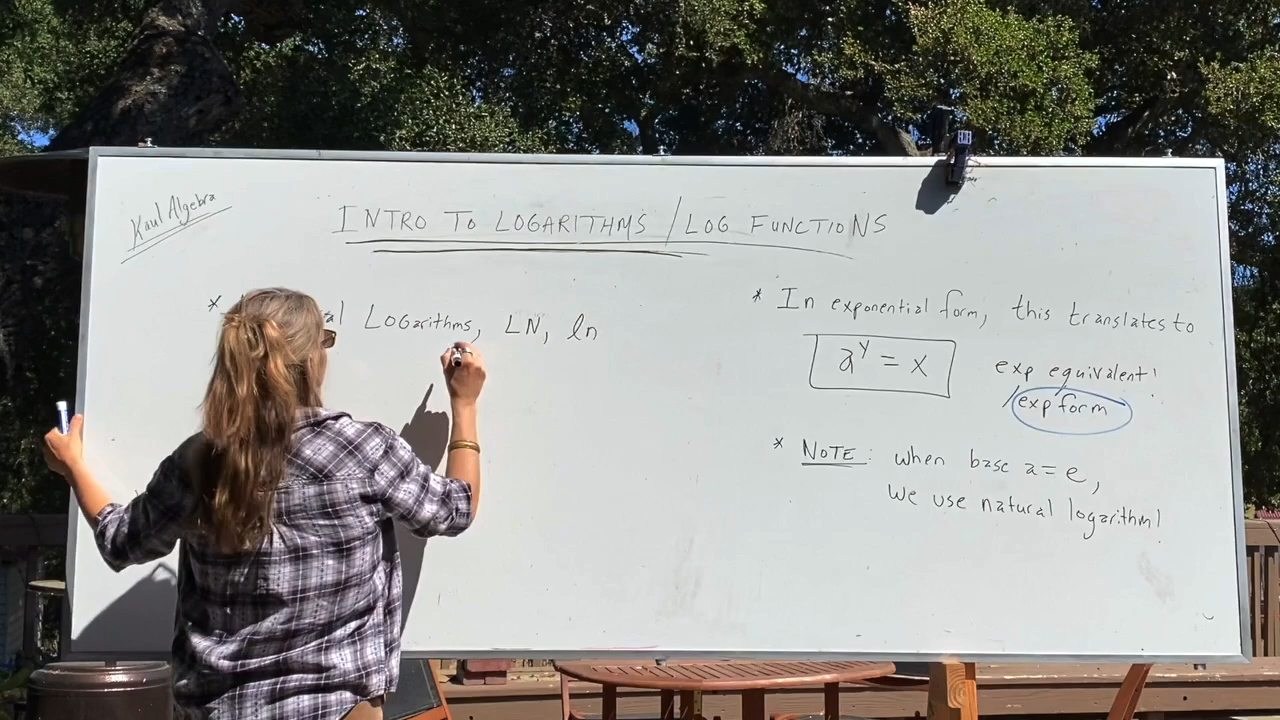 Kaul Algebra
INTRO TO LOGARITHMS / LOG FUNCTIONS
* LOGarithms, LN, ln
* In exponential form, this translates to
a^y = x
exp equivalent!
/exp form
* NOTE: when base a = e,
we use natural logarithm!